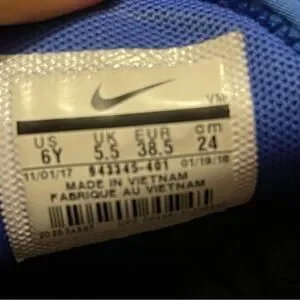 YM
US UK EUR cm
6Y 5.5 38.5 24
11/01/17 01/19/18
943345-401
MADE IN VIETNAM
FABRIQUE AU VIETNAM